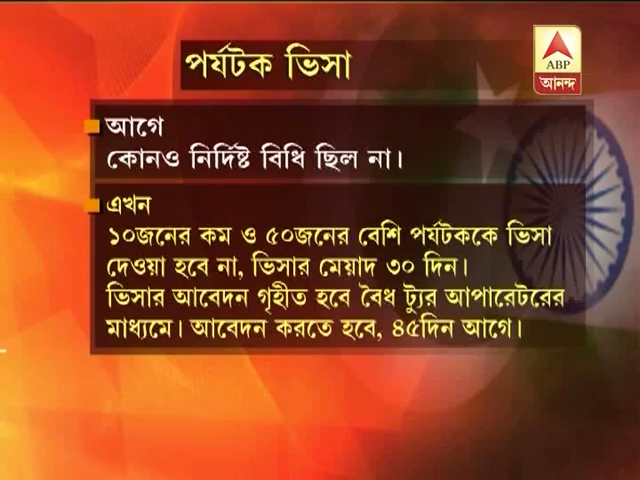 পর্যটক ভিসা
ABP
আনন্দ
আগে
কোনও নির্দিষ্ট বিধি ছিল না।
এখন
১০জনের কম ও ৫০জনের বেশি পর্যটককে ভিসা
দেওয়া হবে না, ভিসার মেয়াদ ৩০ দিন।
ভিসার আবেদন গৃহীত হবে বৈধ ট্যুর আপারেটরের
মাধ্যমে। আবেদন করতে হবে, ৪৫দিন আগে।